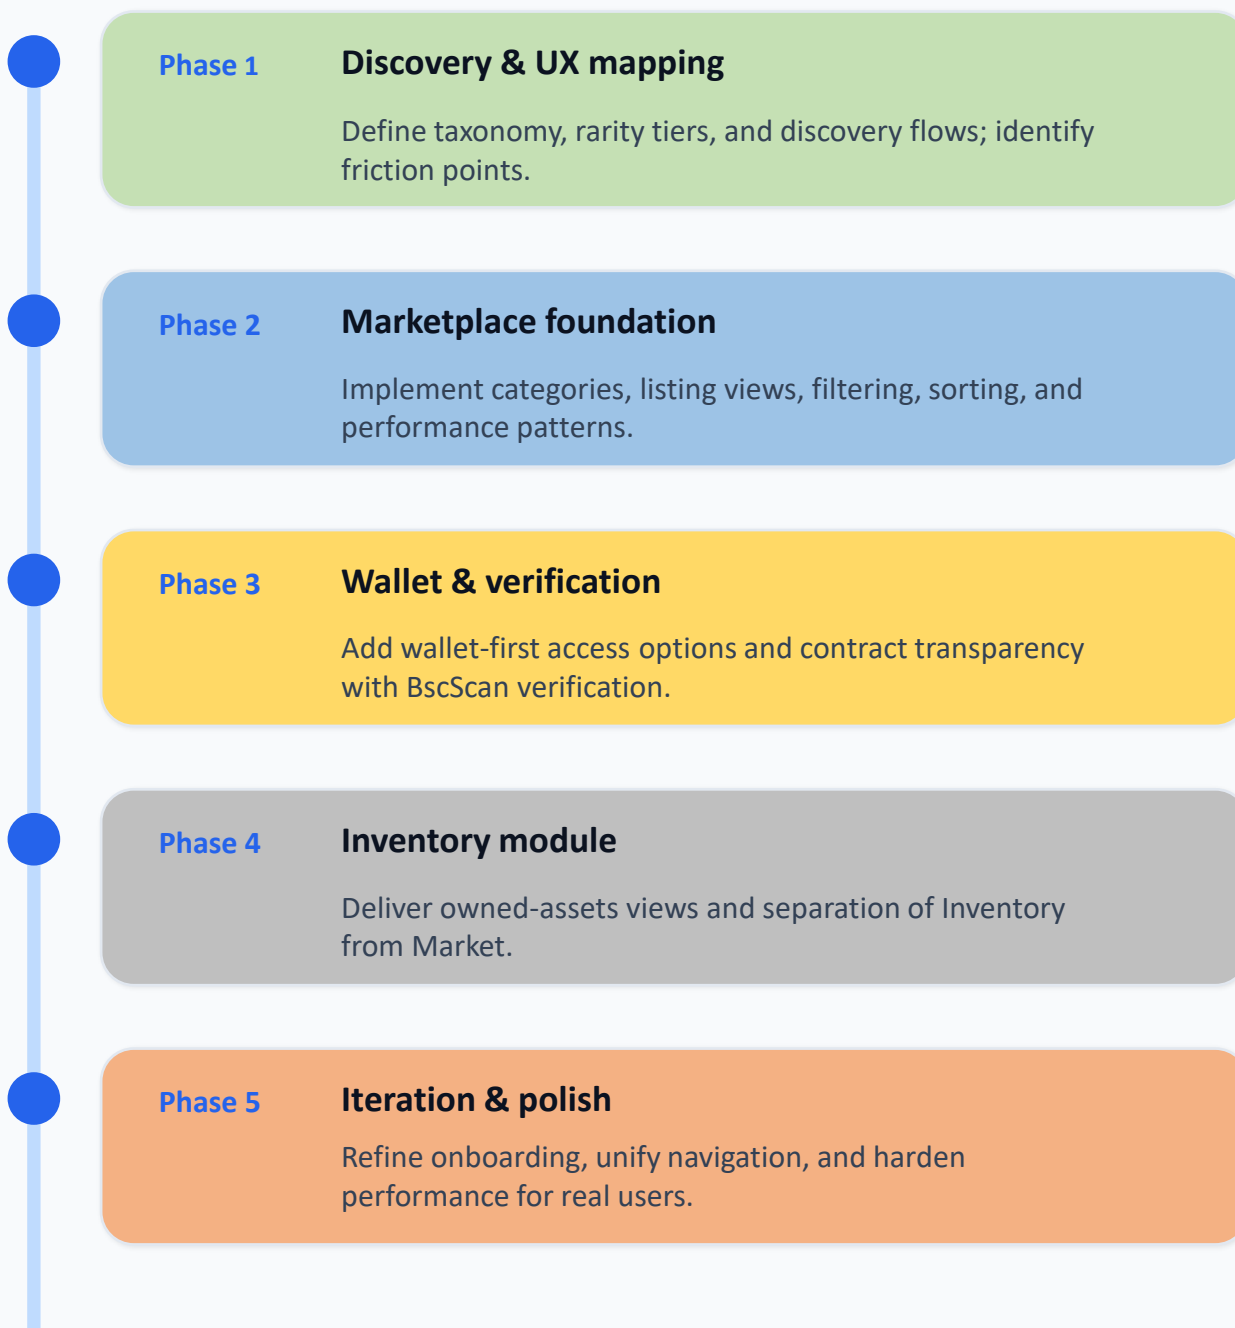 Phase 1
Discovery & UX mapping
Define taxonomy, rarity tiers, and discovery flows; identify
friction points.
Phase 2
Marketplace foundation
Implement categories, listing views, filtering, sorting, and
performance patterns.
Phase 3
Wallet & verification
Add wallet-first access options and contract transparency
with BscScan verification.
Phase 4
Inventory module
Deliver owned-assets views and separation of Inventory
from Market.
Phase 5
Iteration & polish
Refine onboarding, unify navigation, and harden
performance for real users.